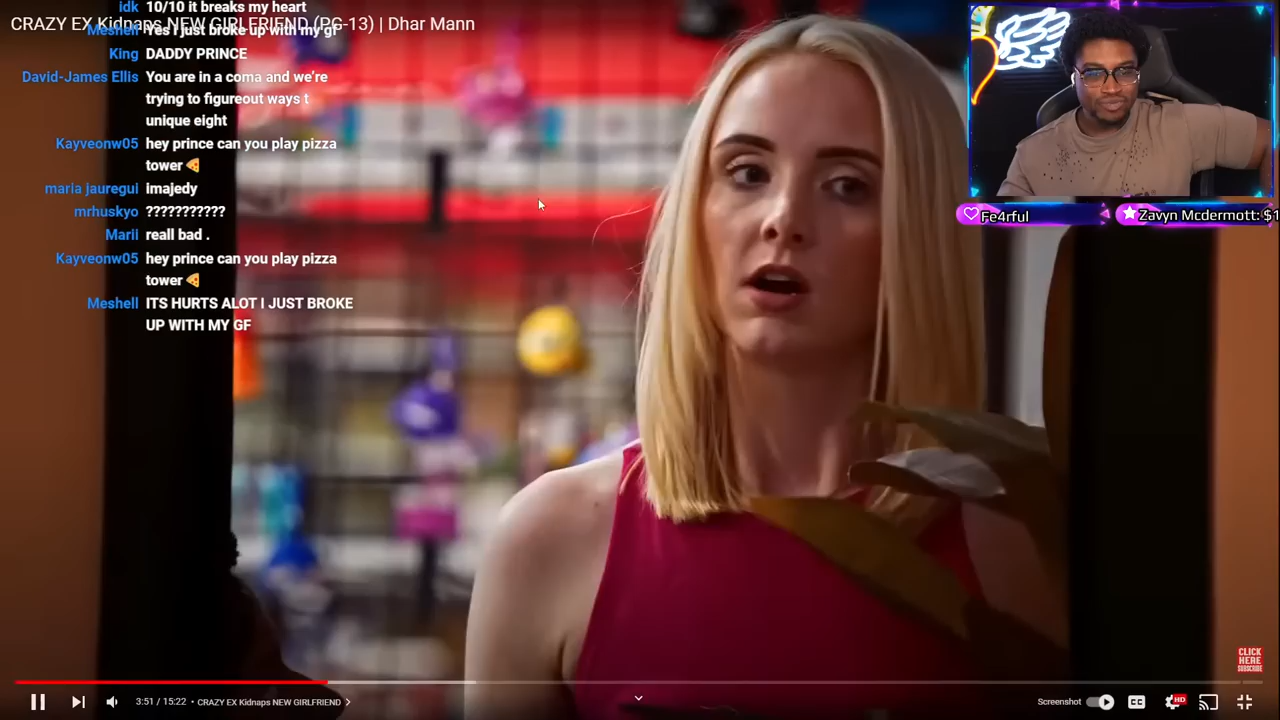 idk 10/10 it breaks my heart
CRAZY EX Kidnaps NEW GIRLFRIEND (PG-13) | Dhar Mann
Meshell Yes I just broke up with my gf
King DADDY PRINCE
David-James Ellis You are in a coma and we're
trying to figureout ways t
unique eight
Kayveonw05 hey prince can you play pizza
tower 🍕
maria jauregui imajedy
mrhuskyo ???????????
Marii reall bad .
Kayveonw05 hey prince can you play pizza
tower 🍕
Meshell ITS HURTS ALOT I JUST BROKE
UP WITH MY GF
Fe4rful
Zavyn Mcdermott: $1
CLICK
HERE
SUBSCRIBE
3:51 / 15:22 • CRAZY EX Kidnaps NEW GIRLFRIEND
Screenshot
CC
HD